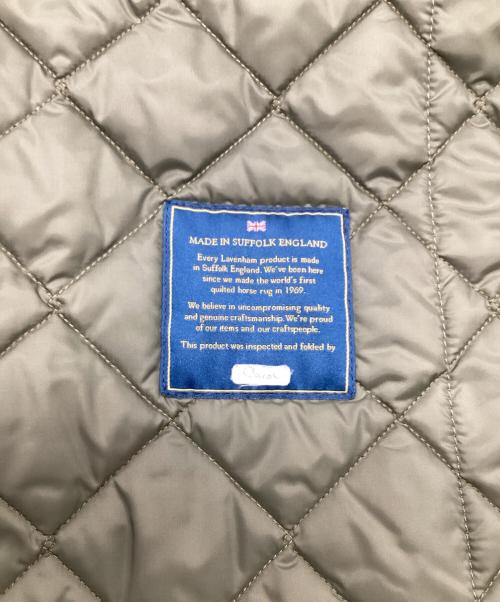 MADE IN SUFFOLK ENGLAND
Every Lavenham product is made
in Suffolk England. We've been here
since we made the world's first
quilted horse rug in 1969.
We believe in uncompromising quality
and genuine craftsmanship. We're proud
of our items and our craftspeople.
This product was inspected and folded by